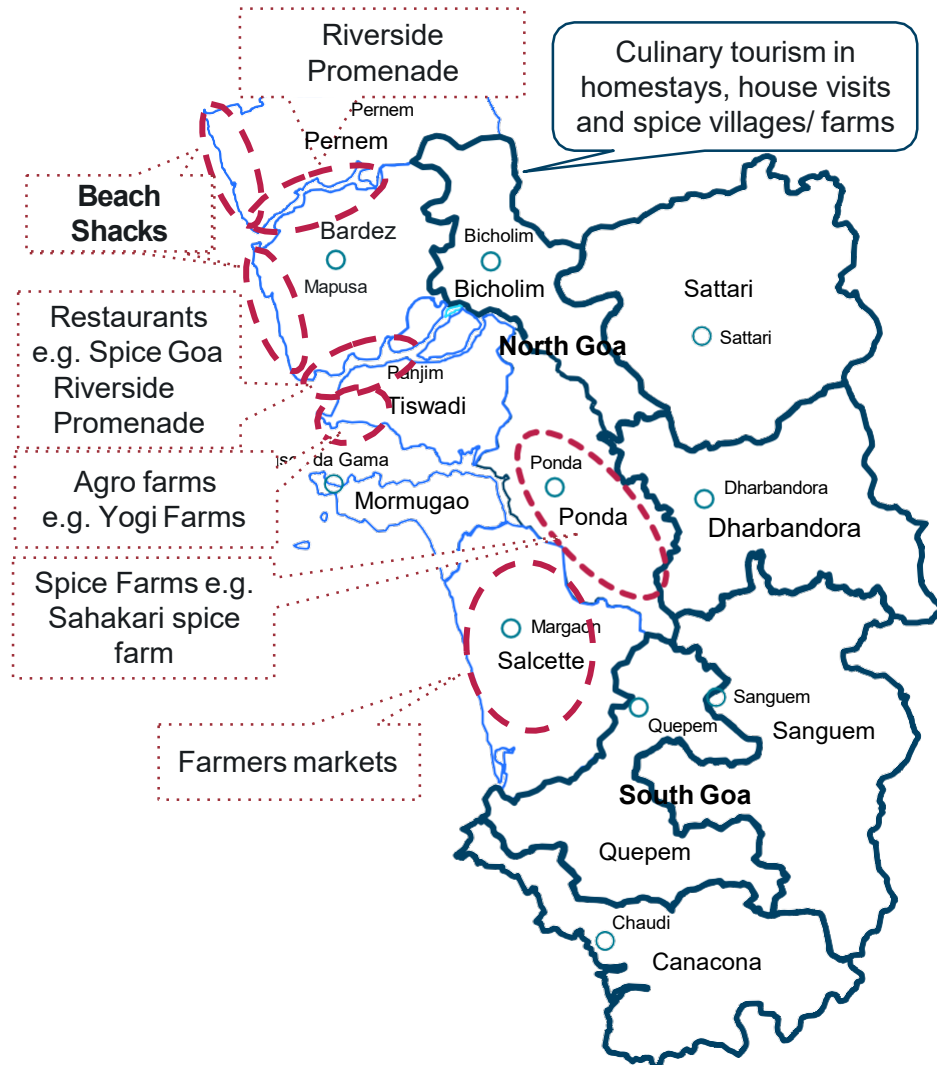 Riverside
Promenade
Culinary tourism in
homestays, house visits
and spice villages/ farms
Pernem
Pernem
Beach
Shacks
Bardez
Mapusa
Bicholim
Bicholim
Sattari
Sattari
North Goa
Restaurants
e.g. Spice Goa
Riverside
Promenade
Panjim
Tiswadi
da Gama
Mormugao
Agro farms
e.g. Yogi Farms
Ponda
Ponda
Dharbandora
Dharbandora
Spice Farms e.g.
Sahakari spice
farm
Margaon
Salcette
Farmers markets
Quepem
Sanguem
Sanguem
South Goa
Quepem
Chaudi
Canacona